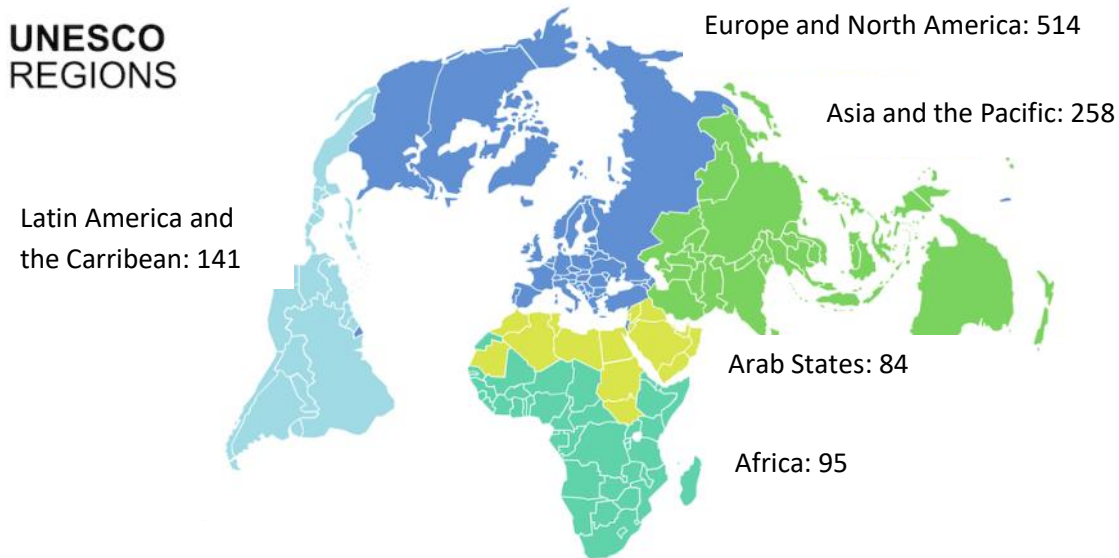 UNESCO
REGIONS
Europe and North America: 514
Asia and the Pacific: 258
Latin America and
the Carribean: 141
Arab States: 84
Africa: 95